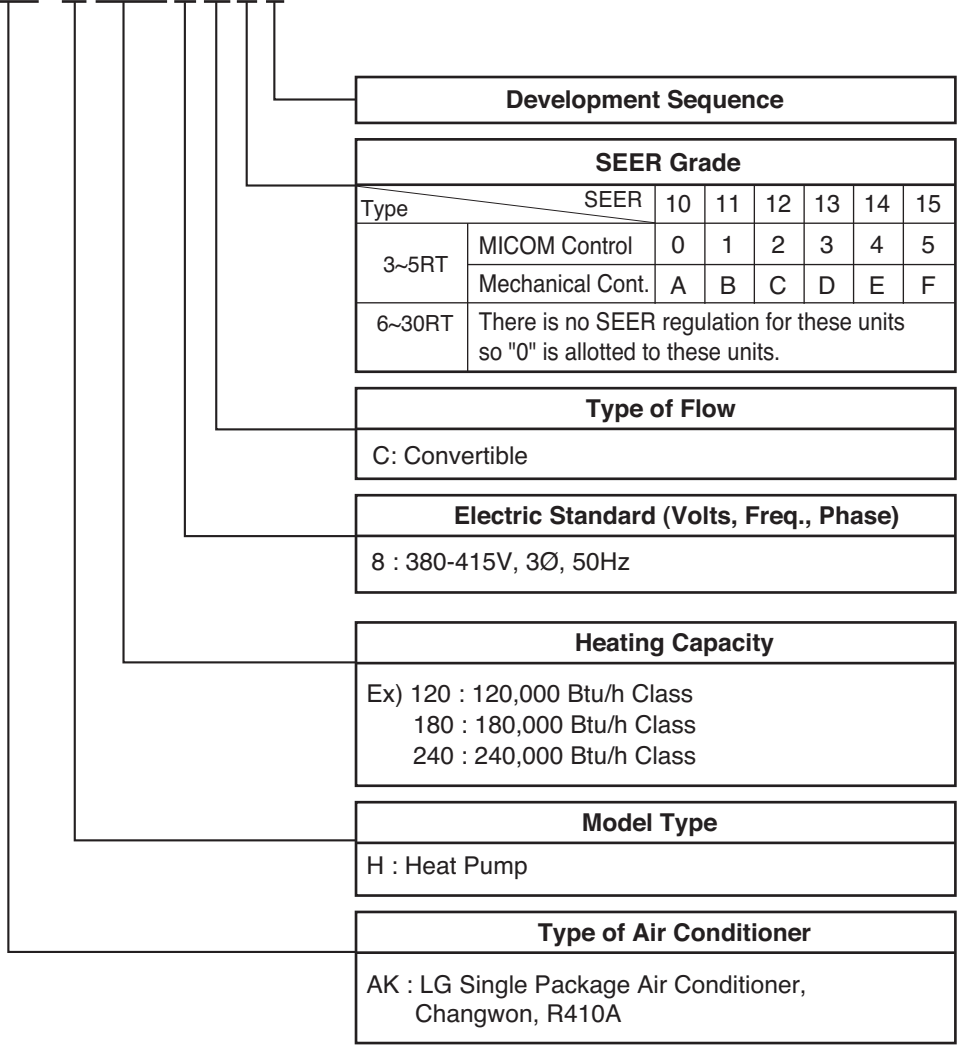 Development Sequence
SEER Grade
Type SEER 10 11 12 13 14 15
3~5RT MICOM Control 0 1 2 3 4 5
Mechanical Cont. A B C D E F
6~30RT There is no SEER regulation for these units
so "0" is allotted to these units.
Type of Flow
C: Convertible
Electric Standard (Volts, Freq., Phase)
8 : 380-415V, 3Ø, 50Hz
Heating Capacity
Ex) 120 : 120,000 Btu/h Class
180 : 180,000 Btu/h Class
240 : 240,000 Btu/h Class
Model Type
H : Heat Pump
Type of Air Conditioner
AK : LG Single Package Air Conditioner,
Changwon, R410A